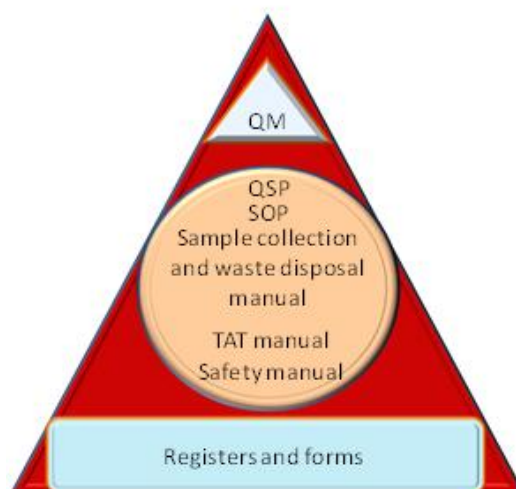 QM
QSP
SOP
Sample collection
and waste disposal
manual
TAT manual
Safety manual
Registers and forms